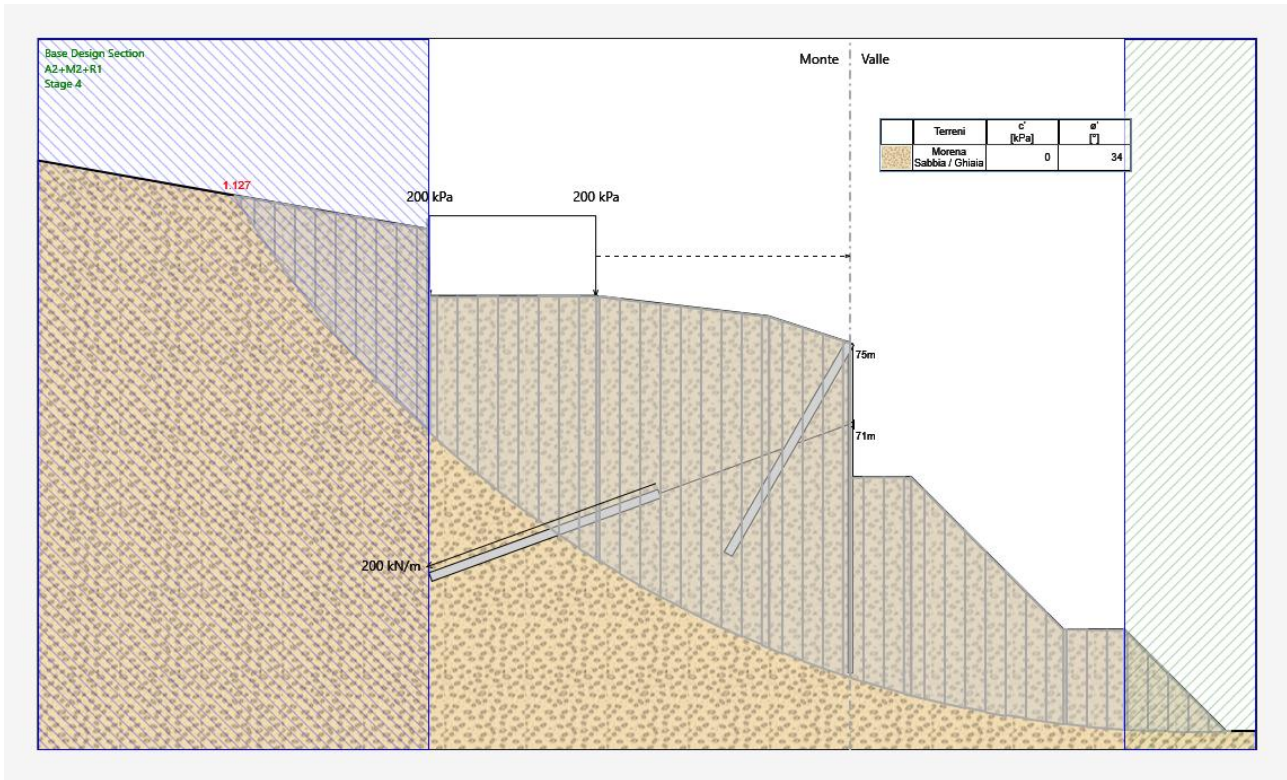 Base Design Section
A2+M2+R1
Stage 4
Monte
Valle
Terreni
c'
[kPa]
ø'
[°]
Morena
Sabbia / Ghiaia
0
34
1.127
200 kPa
200 kPa
75m
71m
200 kN/m